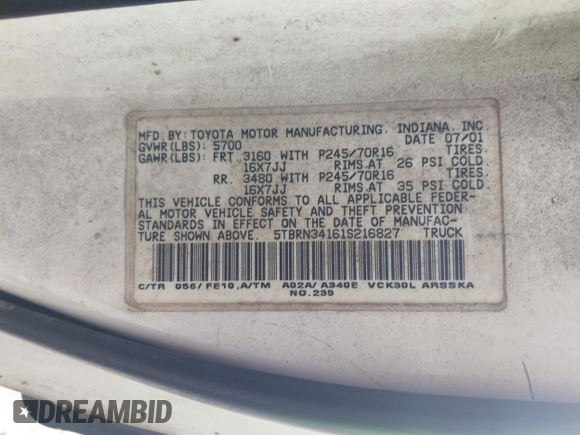 MFD. BY: TOYOTA MOTOR MANUFACTURING, INDIANA, INC.
GVWR(LBS): 5700 DATE 07/01
GAWR(LBS): FRT. 3160 WITH P245/70R16 TIRES.
16X7JJ RIMS AT 26 PSI COLD.
RR. 3480 WITH P245/70R16 TIRES.
16X7JJ RIMS AT 35 PSI COLD.
THIS VEHICLE CONFORMS TO ALL APPLICABLE FEDER-
AL MOTOR VEHICLE SAFETY AND THEFT PREVENTION
STANDARDS IN EFFECT ON THE DATE OF MANUFAC-
TURE SHOWN ABOVE. 5TBRN34161S216827 TRUCK
C/TR 056/FE10,A/TM A02A/A340E VCK30L ARSSKA
NO.239
DREAMBID